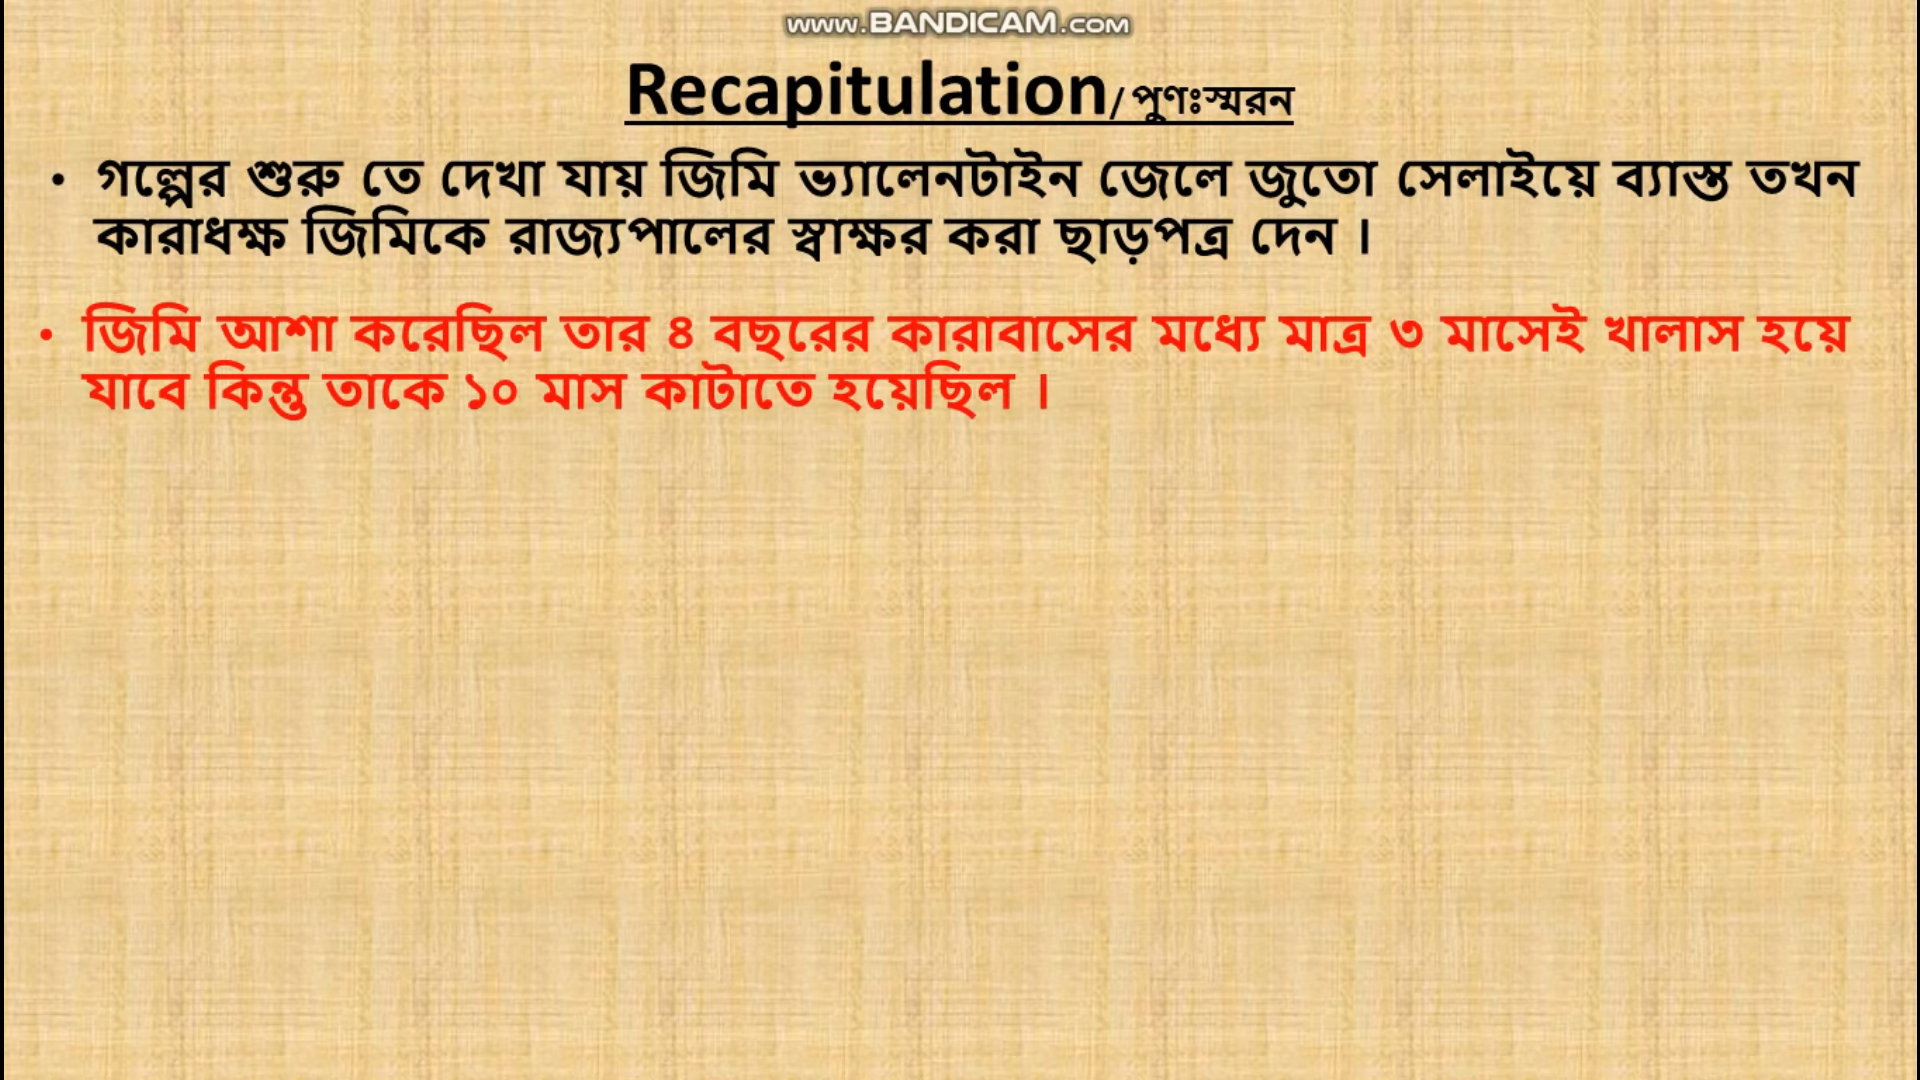 www.BANDICAM.com
Recapitulation/পুণঃস্মরন
• গল্পের শুরু তে দেখা যায় জিমি ভ্যালেনটাইন জেলে জুতো সেলাইয়ে ব্যাস্ত তখন
কারাধক্ষ জিমিকে রাজ্যপালের স্বাক্ষর করা ছাড়পত্র দেন ।
• জিমি আশা করেছিল তার ৪ বছরের কারাবাসের মধ্যে মাত্র ৩ মাসেই খালাস হয়ে
যাবে কিন্তু তাকে ১০ মাস কাটাতে হয়েছিল ।